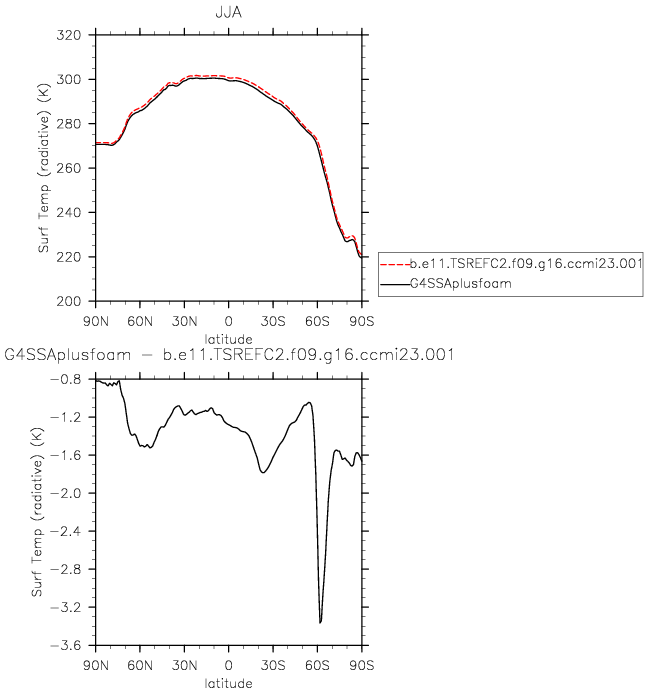 JJA
320
300
280
260
240
220
200
Surf Temp (radiative) (K)
90N 60N 30N 0 30S 60S 90S
latitude
b.e11.TSREFC2.f09.g16.ccmi23.001
G4SSAplusfoam
G4SSAplusfoam − b.e11.TSREFC2.f09.g16.ccmi23.001
−0.8
−1.2
−1.6
−2.0
−2.4
−2.8
−3.2
−3.6
Surf Temp (radiative) (K)
90N 60N 30N 0 30S 60S 90S
latitude